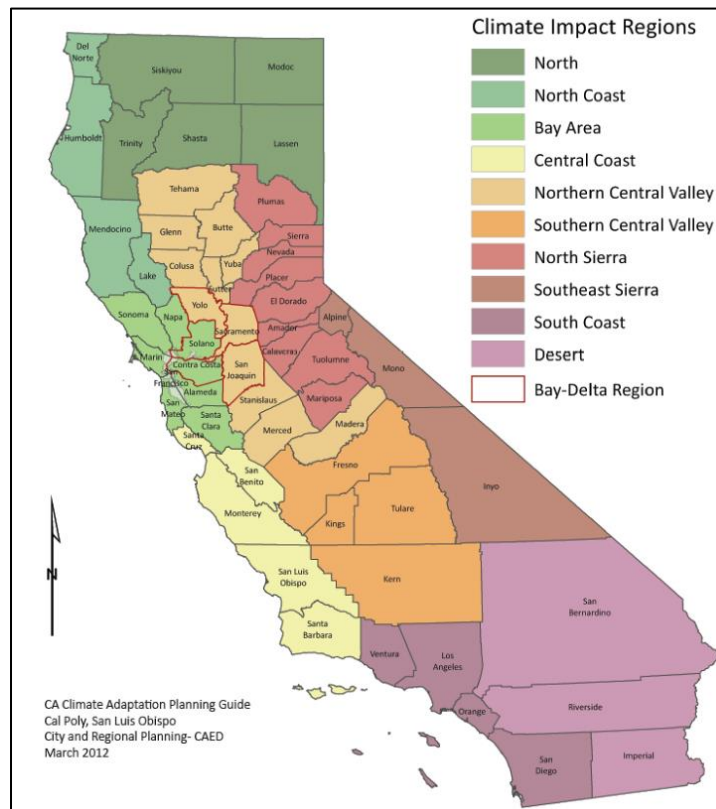 Climate Impact Regions
North
North Coast
Bay Area
Central Coast
Northern Central Valley
Southern Central Valley
North Sierra
Southeast Sierra
South Coast
Desert
Bay-Delta Region
Del
Norte
Siskiyou
Modoc
Humboldt
Trinity
Shasta
Lassen
Tehama
Plumas
Mendocino
Glenn
Butte
Sierra
Nevada
Yuba
Colusa
Placer
Lake
Sutter
Yolo
El Dorado
Sonoma
Napa
Sacramento
Alpine
Amador
Solano
Calaveras
Marin
Contra Costa
San
Joaquin
Tuolumne
Mono
San
Francisco
Alameda
Stanislaus
Mariposa
San
Mateo
Santa
Clara
Merced
Madera
Santa
Cruz
Fresno
Inyo
San
Benito
Tulare
Monterey
Kings
N
San Luis
Obispo
Kern
San
Bernardino
Santa
Barbara
Ventura
Los
Angeles
Orange
Riverside
San
Diego
Imperial
CA Climate Adaptation Planning Guide
Cal Poly, San Luis Obispo
City and Regional Planning- CAED
March 2012